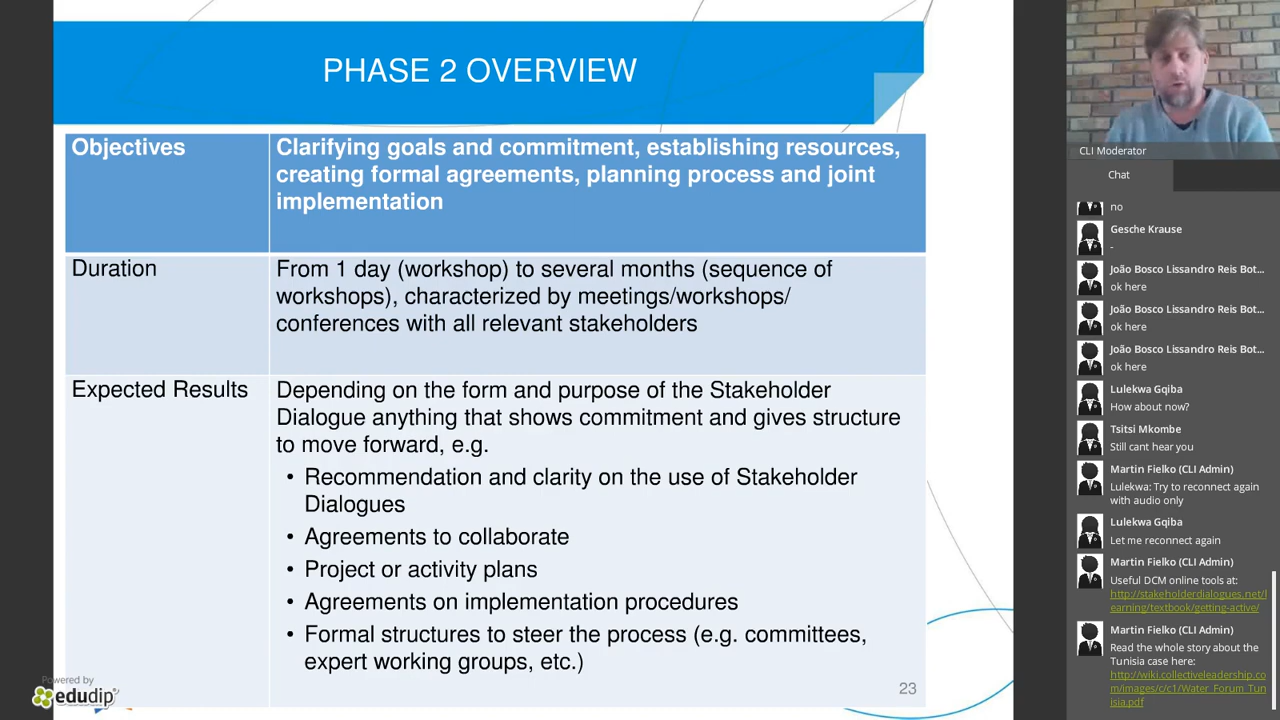 PHASE 2 OVERVIEW
Objectives
Clarifying goals and commitment, establishing resources,
creating formal agreements, planning process and joint
implementation
Duration
From 1 day (workshop) to several months (sequence of
workshops), characterized by meetings/workshops/
conferences with all relevant stakeholders
Expected Results
Depending on the form and purpose of the Stakeholder
Dialogue anything that shows commitment and gives structure
to move forward, e.g.
• Recommendation and clarity on the use of Stakeholder
Dialogues
• Agreements to collaborate
• Project or activity plans
• Agreements on implementation procedures
• Formal structures to steer the process (e.g. committees,
expert working groups, etc.)
23
Powered by
edudip
CLI Moderator
Chat
no
Gesche Krause
-
João Bosco Lissandro Reis Bot...
ok here
João Bosco Lissandro Reis Bot...
ok here
João Bosco Lissandro Reis Bot...
ok here
Lulekwa Gqiba
How about now?
Tsitsi Mkombe
Still cant hear you
Martin Fielko (CLI Admin)
Lulekwa: Try to reconnect again
with audio only
Lulekwa Gqiba
Let me reconnect again
Martin Fielko (CLI Admin)
Useful DCM online tools at:
http://stakeholderdialogues.net/l
earning/textbook/getting-active/
Martin Fielko (CLI Admin)
Read the whole story about the
Tunisia case here:
http://wiki.collectiveleadership.co
m/images/c/c1/Water_Forum_Tun
isia.pdf